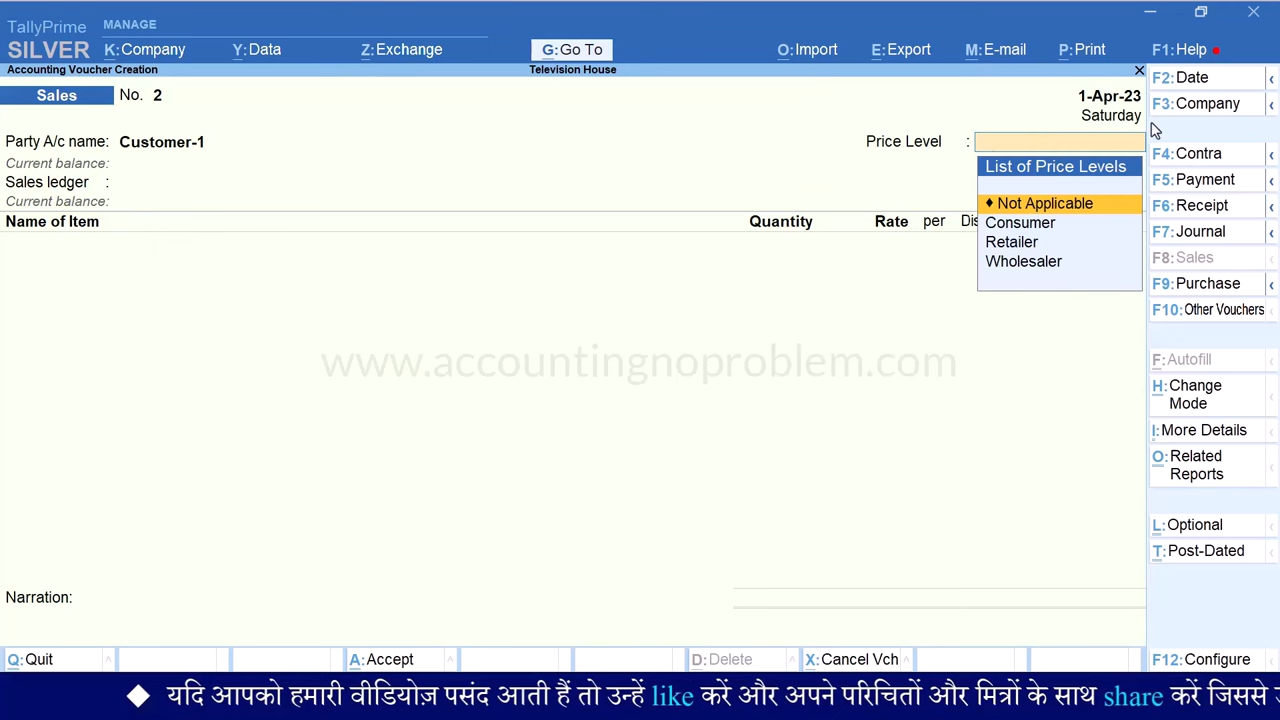 TallyPrime MANAGE
SILVER K:Company Y:Data Z:Exchange G:Go To O:Import E:Export M:E-mail P:Print F1:Help
Accounting Voucher Creation Television House
Sales No. 2 1-Apr-23
Saturday
Party A/c name: Customer-1 Price Level :
Current balance:
Sales ledger :
Current balance:
List of Price Levels
♦ Not Applicable
Consumer
Retailer
Wholesaler
Name of Item Quantity Rate per
www.accountingnoproblem.com
Narration:
F2:Date
F3:Company
F4:Contra
F5:Payment
F6:Receipt
F7:Journal
F8:Sales
F9:Purchase
F10:Other Vouchers
F:Autofill
H:Change
Mode
I:More Details
O:Related
Reports
L:Optional
T:Post-Dated
Q:Quit A:Accept D:Delete X:Cancel Vch F12:Configure
◆ यदि आपको हमारी वीडियोज़ पसंद आती हैं तो उन्हें like करें और अपने परिचितों और मित्रों के साथ share करें जिससे